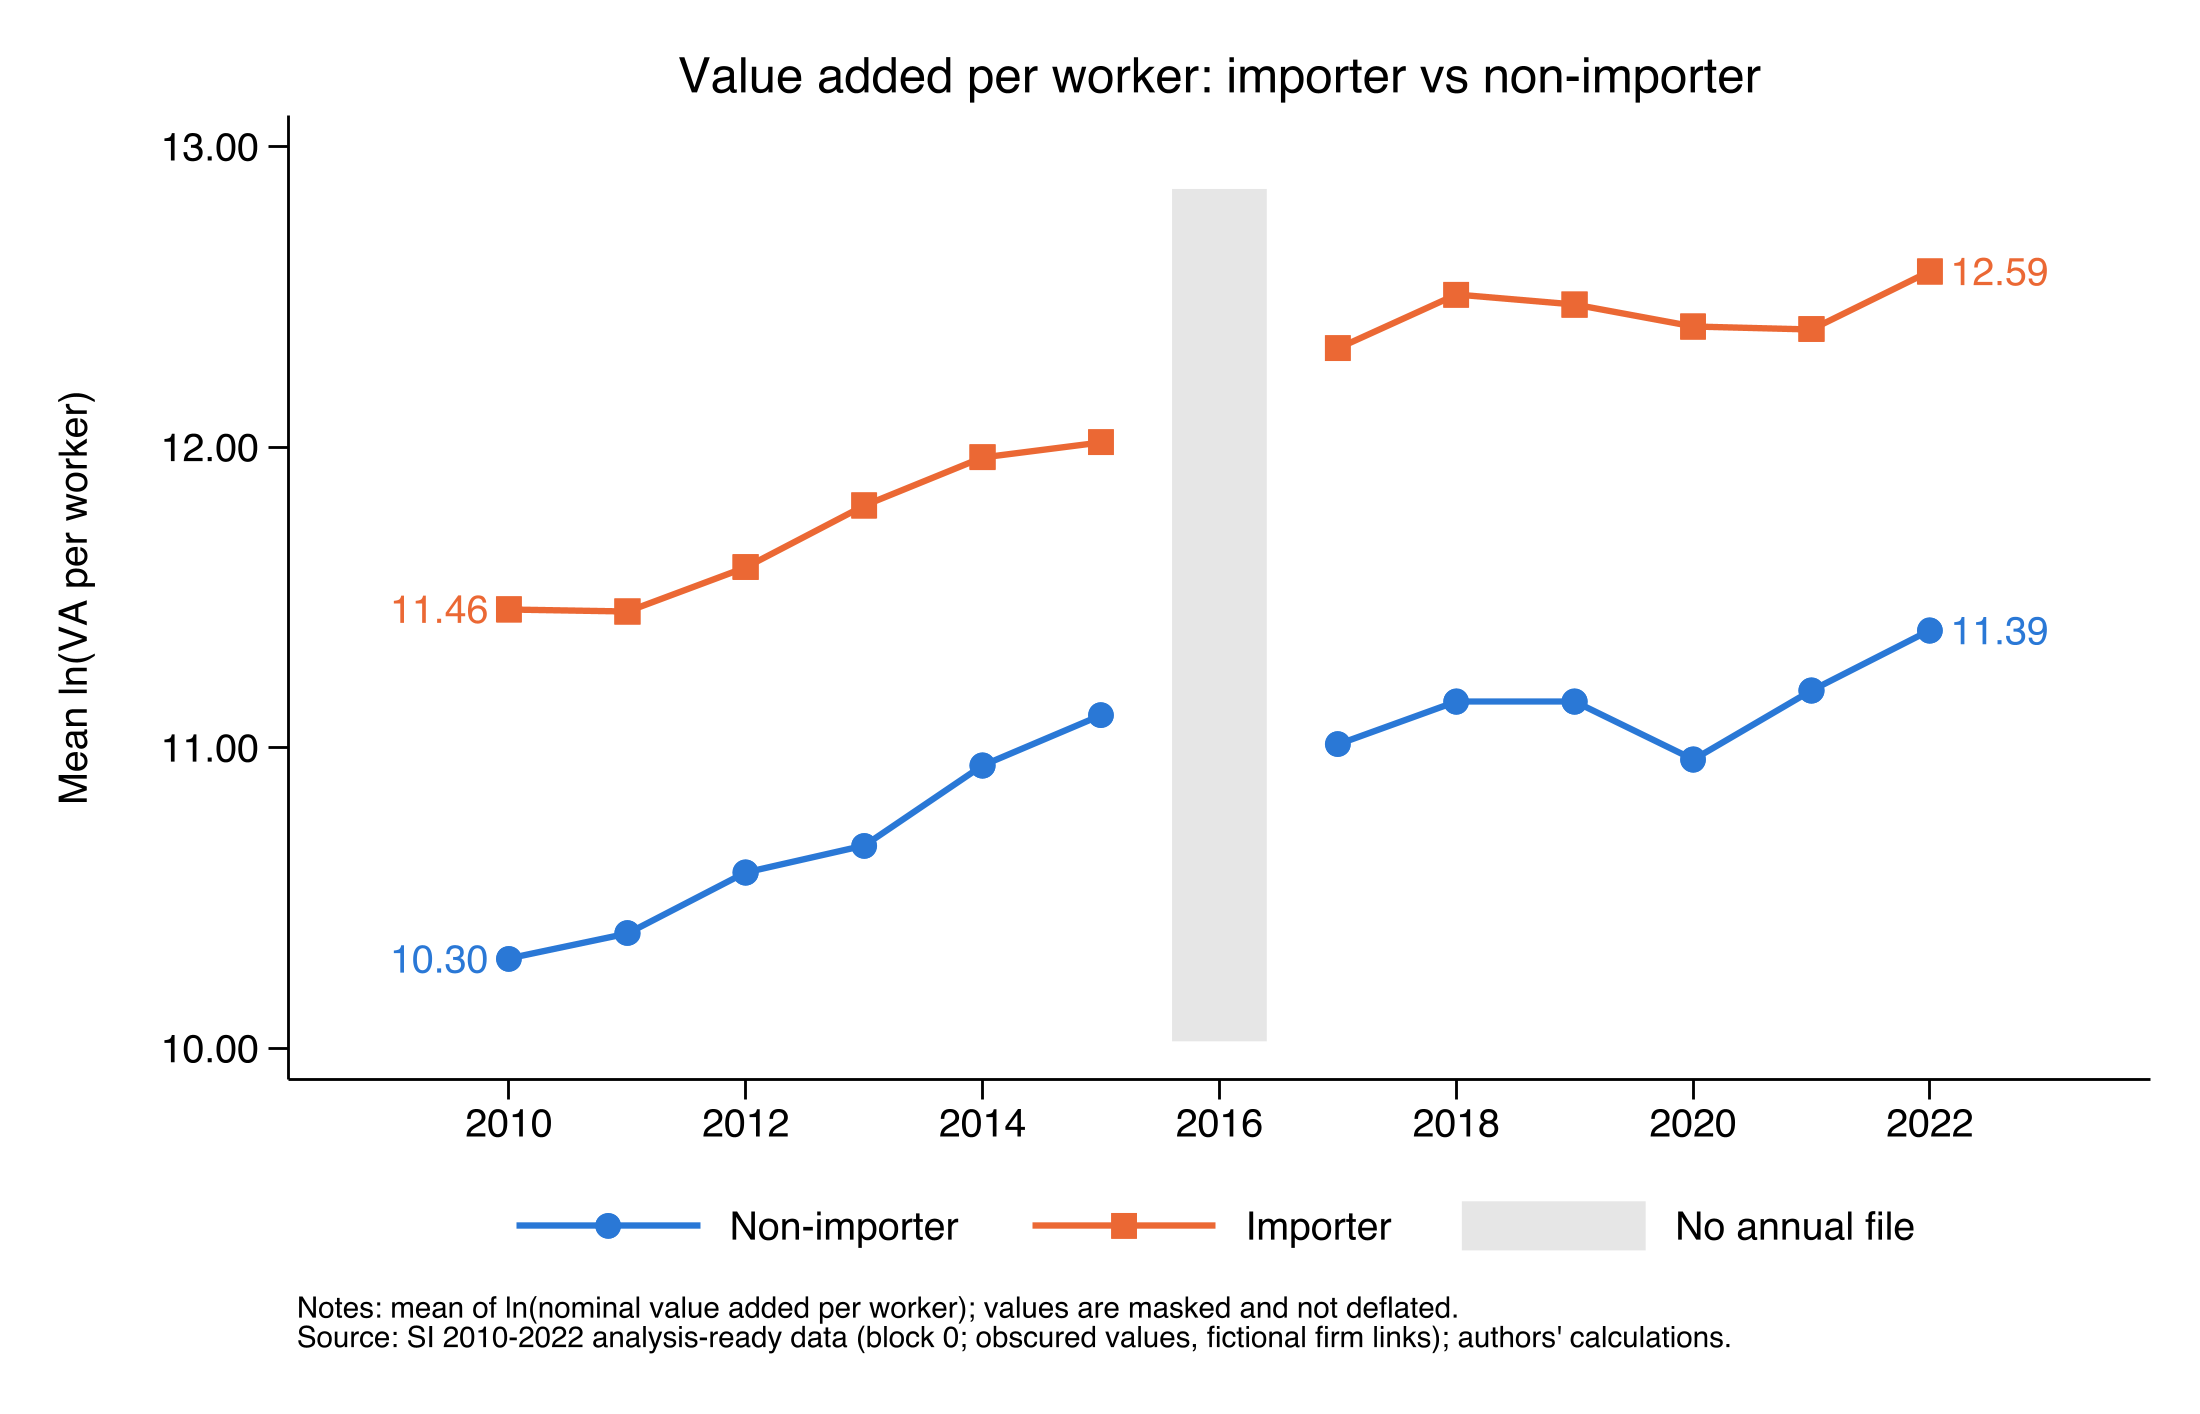 Value added per worker: importer vs non-importer
Mean ln(VA per worker)
13.00
12.00
11.00
10.00
11.46
10.30
12.59
11.39
2010 2012 2014 2016 2018 2020 2022
Non-importer Importer No annual file
Notes: mean of ln(nominal value added per worker); values are masked and not deflated.
Source: SI 2010-2022 analysis-ready data (block 0; obscured values, fictional firm links); authors' calculations.